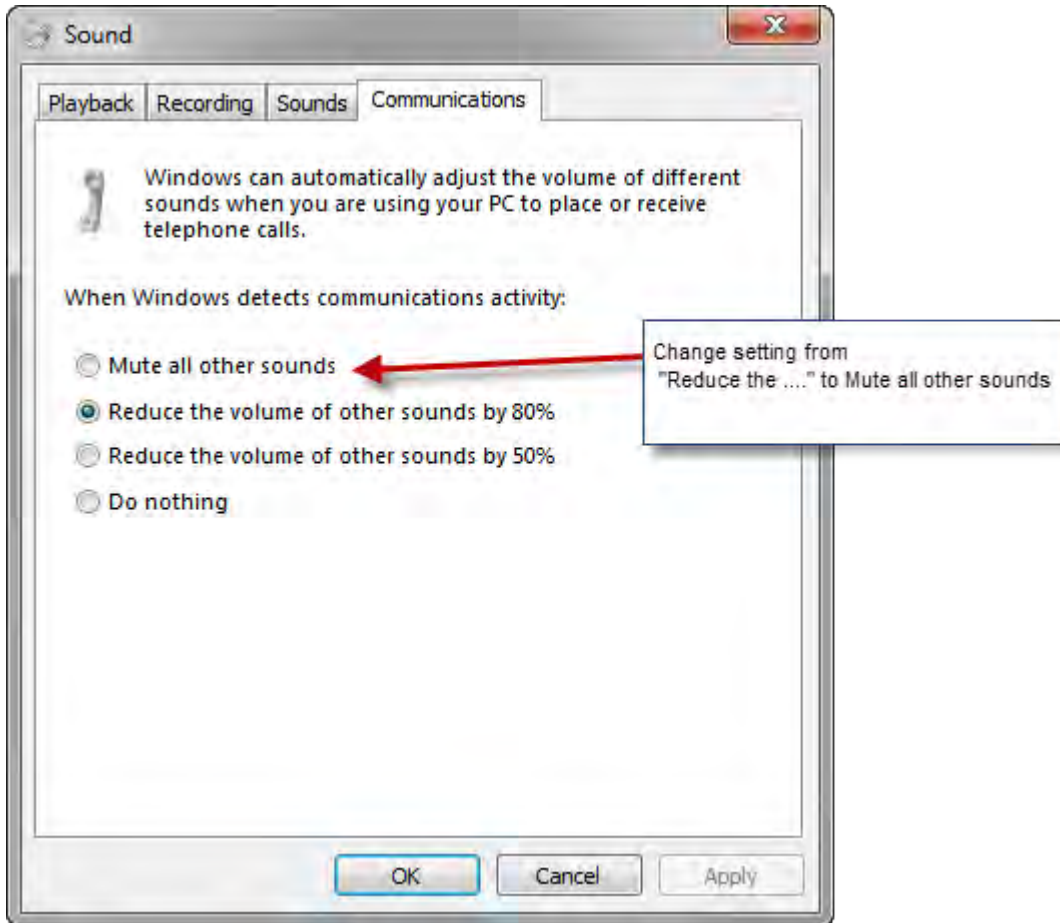 Sound
Playback Recording Sounds Communications
Windows can automatically adjust the volume of different
sounds when you are using your PC to place or receive
telephone calls.
When Windows detects communications activity:
Mute all other sounds
Reduce the volume of other sounds by 80%
Reduce the volume of other sounds by 50%
Do nothing
Change setting from
"Reduce the ...." to Mute all other sounds
OK Cancel Apply